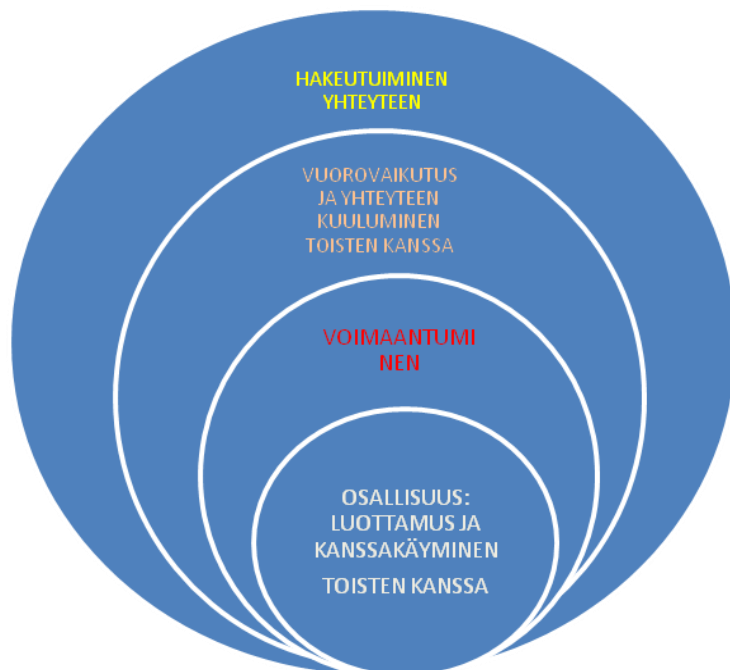 HAKEUTUIMINEN
YHTEYTEEN
VUOROVAIKUTUS
JA YHTEYTEEN
KUULUMINEN
TOISTEN KANSSA
VOIMAANTUMI
NEN
OSALLISUUS:
LUOTTAMUS JA
KANSSAKÄYMINEN
TOISTEN KANSSA